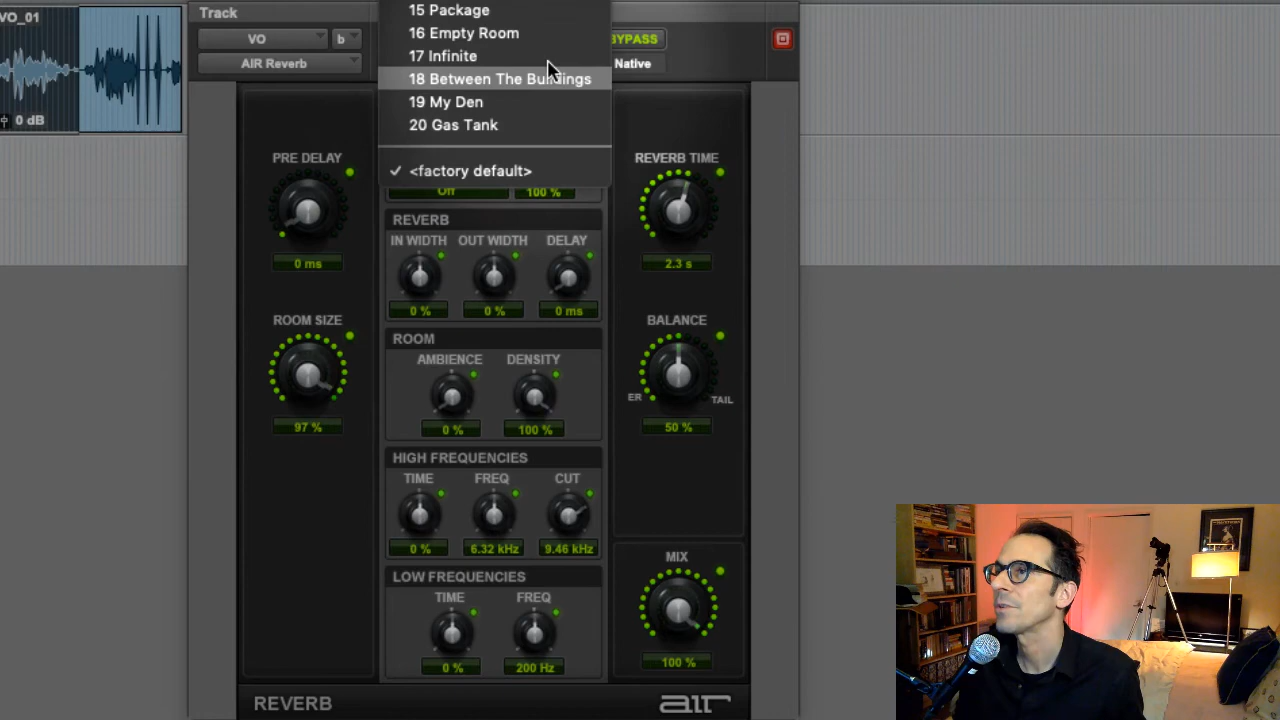 VO_01
0 dB
Track
VO
b
AIR Reverb
15 Package
16 Empty Room
17 Infinite
18 Between The Buildings
19 My Den
20 Gas Tank
<factory default>
BYPASS
Native
PRE DELAY
0 ms
ROOM SIZE
97 %
Off
100 %
REVERB
IN WIDTH OUT WIDTH DELAY
0 % 0 % 0 ms
ROOM
AMBIENCE DENSITY
0 % 100 %
HIGH FREQUENCIES
TIME FREQ CUT
0 % 6.32 kHz 9.46 kHz
LOW FREQUENCIES
TIME FREQ
0 % 200 Hz
REVERB TIME
2.3 s
BALANCE
ER TAIL
50 %
MIX
100 %
REVERB
AIR